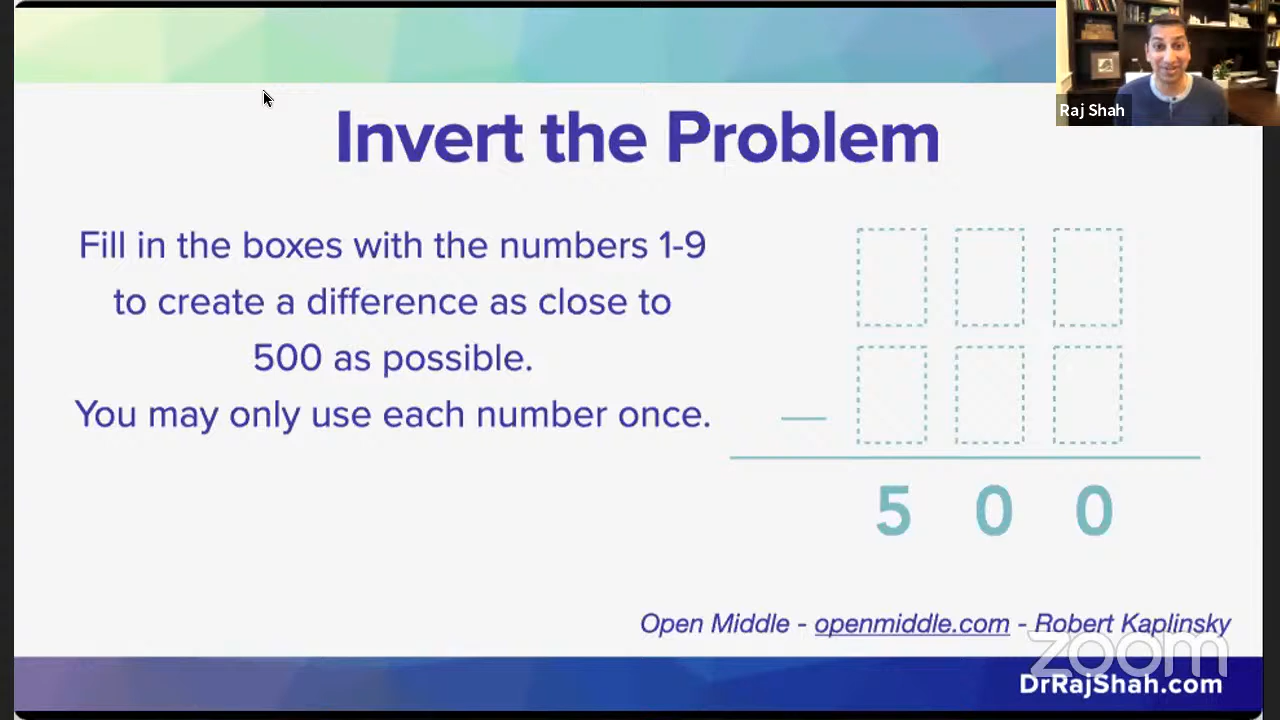 Raj Shah
Invert the Problem
Fill in the boxes with the numbers 1-9
to create a difference as close to
500 as possible.
You may only use each number once.
—
5 0 0
Open Middle - openmiddle.com - Robert Kaplinsky
zoom
DrRajShah.com